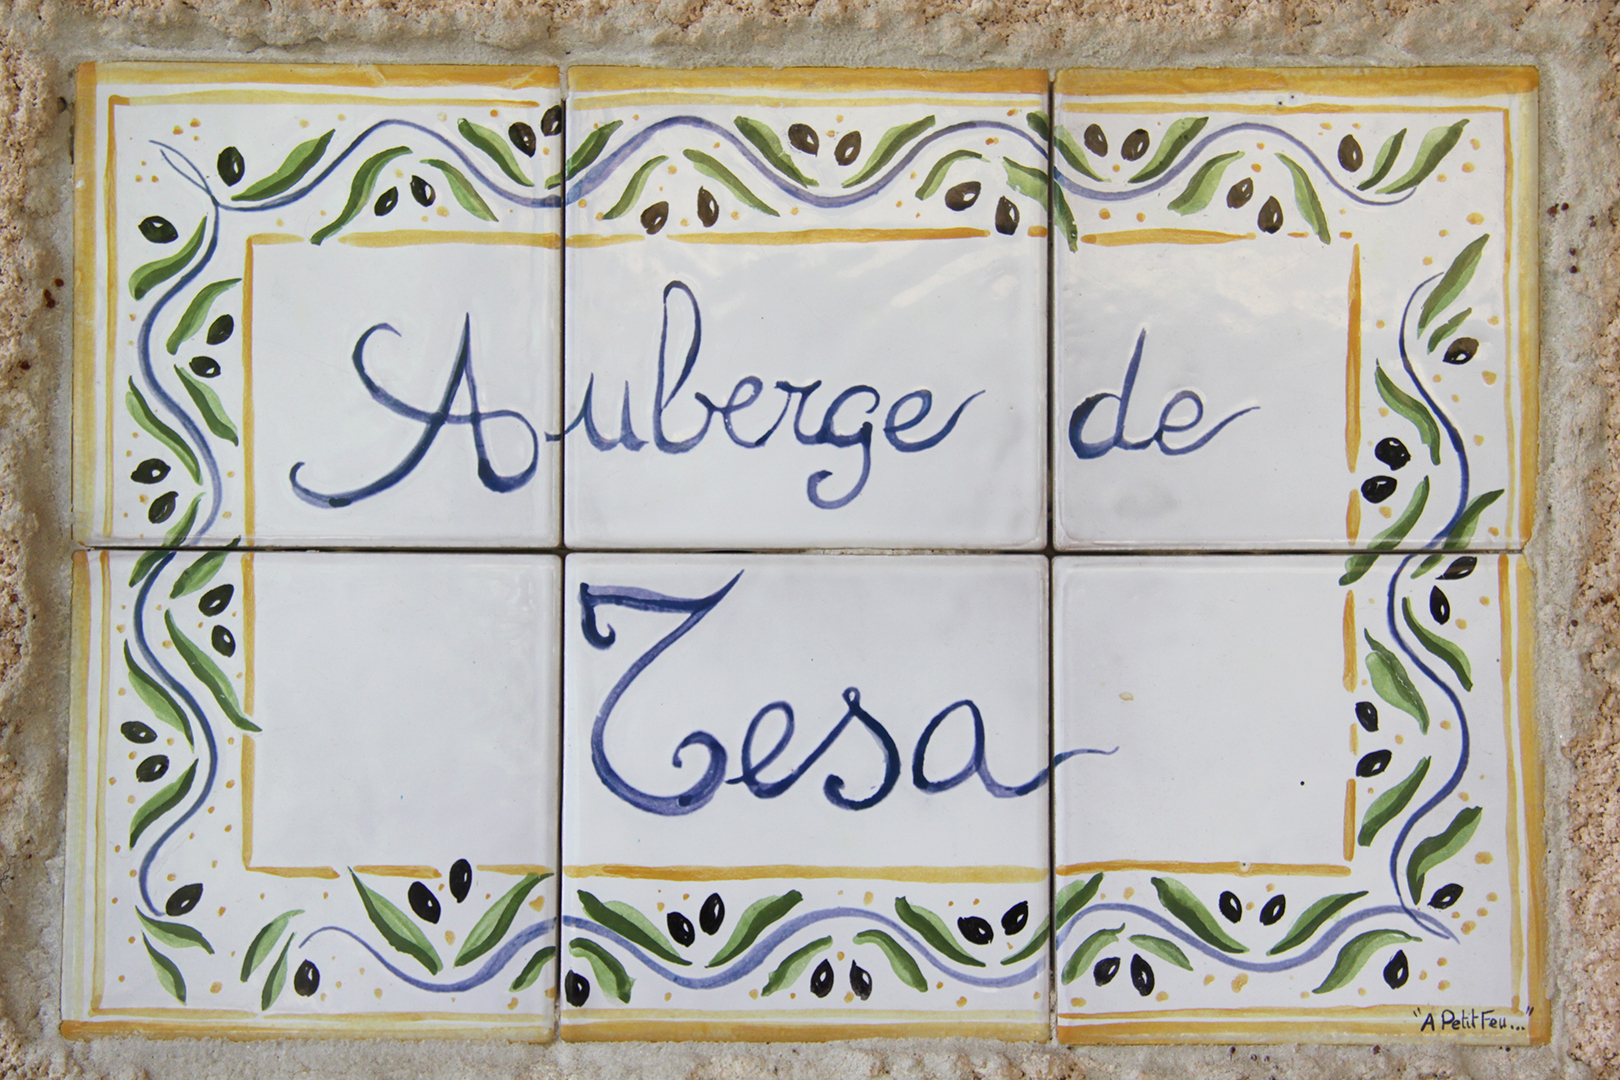 Auberge de
Tesa
"A Petit Feu..."